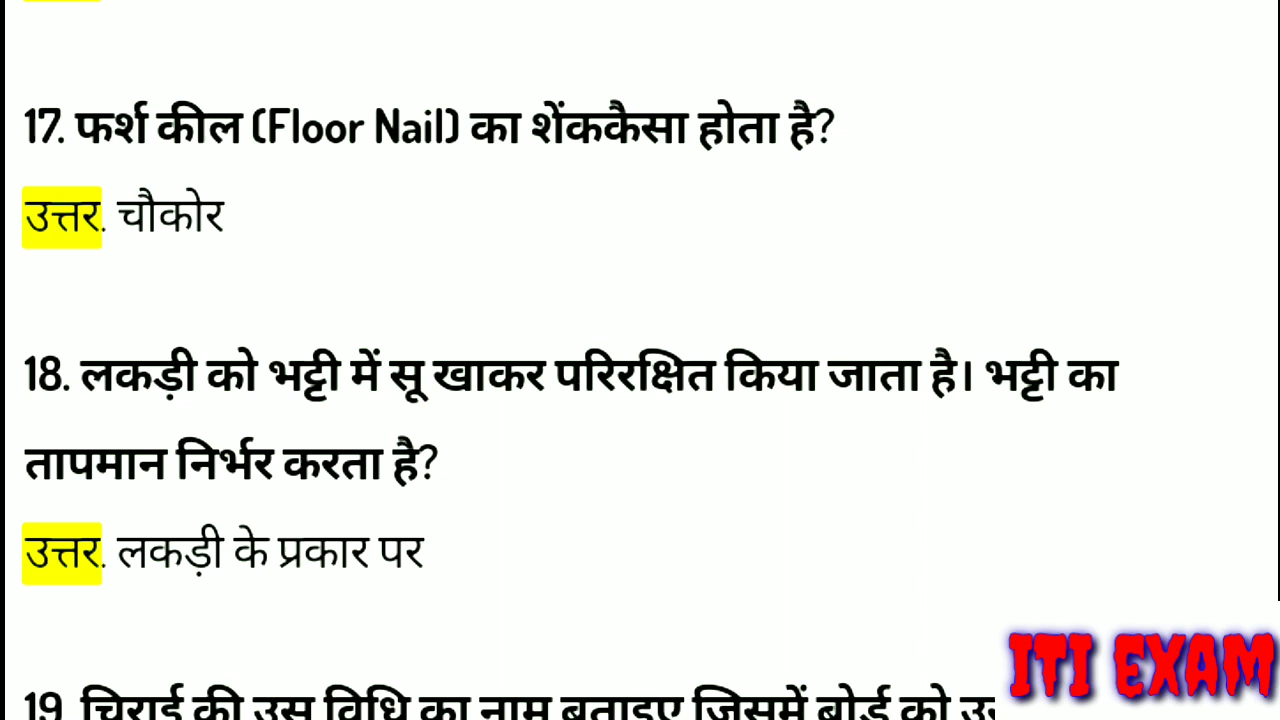 17. फर्श कील (Floor Nail) का शेंककैसा होता है?
उत्तर. चौकोर
18. लकड़ी को भट्टी में सू खाकर परिरक्षित किया जाता है। भट्टी का
तापमान निर्भर करता है?
उत्तर. लकड़ी के प्रकार पर
19. चिराई की उस विधि का नाम बताइए जिसमें बोर्ड को
ITI EXAM